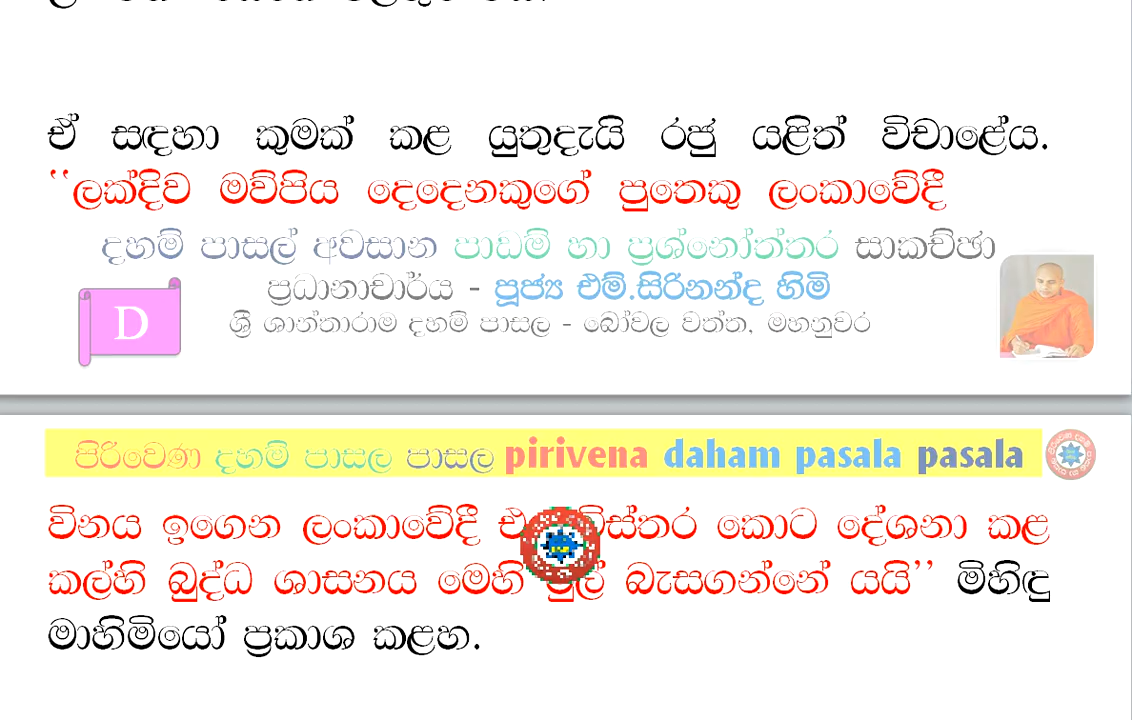 ඒ සඳහා කුමක් කළ යුතුදැයි රජු යළිත් විචාළේය.
“ලක්දිව මව්පිය දෙදෙනකුගේ පුතෙකු ලංකාවේදී
දහම් පාසල් අවසාන පාඩම් හා ප්‍රශ්නෝත්තර සාකච්ඡා
ප්‍රධානාචාර්ය - පූජ්‍ය එම්.සිරිනන්ද හිමි
D
ශ්‍රී ශාන්තාරාම දහම් පාසල - බෝවල වත්ත, මහනුවර
පිරිවෙණ දහම් පාසල පාසල pirivena daham pasala pasala
විනය ඉගෙන ලංකාවේදී කොට දේශනා කළ
කල්හි බුද්ධ ශාසනය මෙහි මුල් බැසගන්නේ යයි” මිහිඳු
මාහිමියෝ ප්‍රකාශ කළහ.